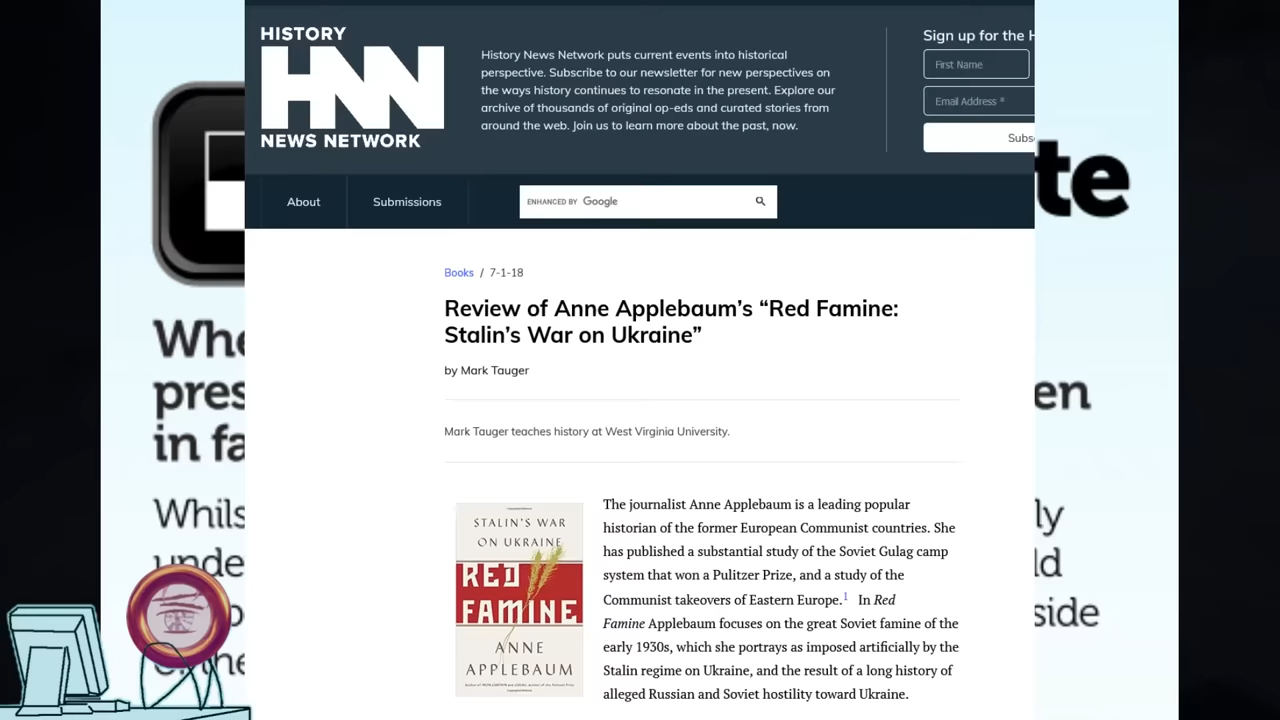 HISTORY
HNN
NEWS NETWORK
History News Network puts current events into historical
perspective. Subscribe to our newsletter for new perspectives on
the ways history continues to resonate in the present. Explore our
archive of thousands of original op-eds and curated stories from
around the web. Join us to learn more about the past, now.
Sign up for the H
First Name
Email Address *
Subs
About
Submissions
ENHANCED BY Google
te
Books / 7-1-18
Review of Anne Applebaum's “Red Famine:
Stalin's War on Ukraine”
by Mark Tauger
Whe
pres
en
in fa
Mark Tauger teaches history at West Virginia University.
Whils
ly
unde
ld
side
STALIN'S WAR
ON UKRAINE
RED
FAMINE
ANNE
APPLEBAUM
The journalist Anne Applebaum is a leading popular
historian of the former European Communist countries. She
has published a substantial study of the Soviet Gulag camp
system that won a Pulitzer Prize, and a study of the
Communist takeovers of Eastern Europe.1 In Red
Famine Applebaum focuses on the great Soviet famine of the
early 1930s, which she portrays as imposed artificially by the
Stalin regime on Ukraine, and the result of a long history of
alleged Russian and Soviet hostility toward Ukraine.